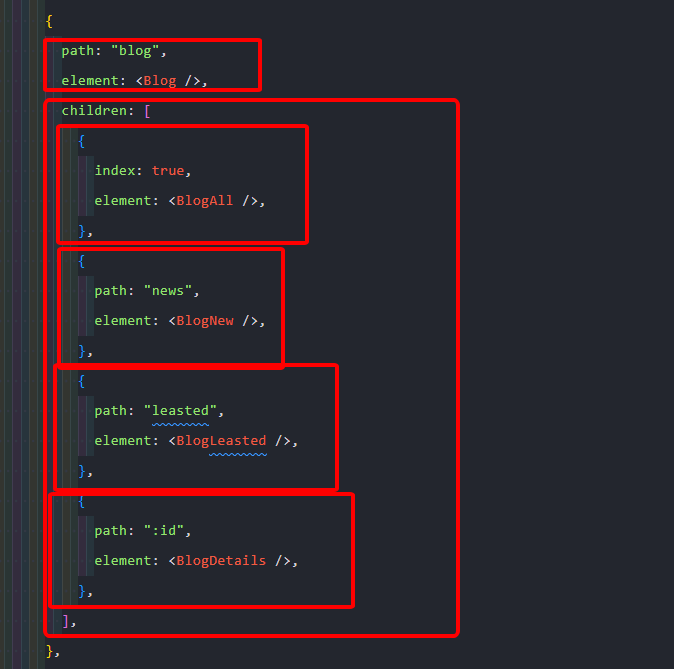 {
path: "blog",
element: <Blog />,
children: [
{
index: true,
element: <BlogAll />,
},
{
path: "news",
element: <BlogNew />,
},
{
path: "leasted",
element: <BlogLeasted />,
},
{
path: ":id",
element: <BlogDetails />,
},
],
},